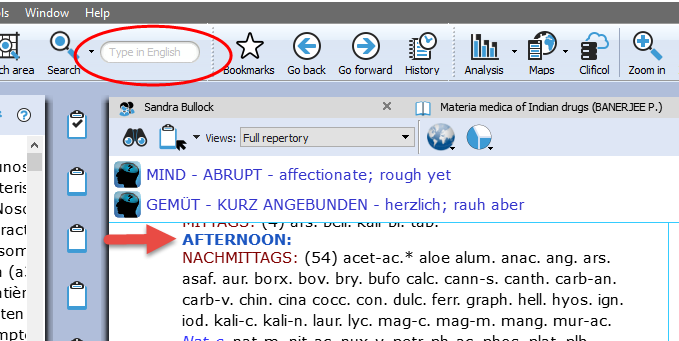 ols Window Help
Type in English
ch area Search Bookmarks Go back Go forward History Analysis Maps Clificol Zoom in
Sandra Bullock
Materia medica of Indian drugs (BANERJEE P.)
Views: Full repertory
unos
teris
Noso
ract
som
n (a
ntiè
tout
mpt
MIND - ABRUPT - affectionate; rough yet
GEMÜT - KURZ ANGEBUNDEN - herzlich; rauh aber
MITTAGS: (4) ars. bell. kali-bi. tab.
AFTERNOON:
NACHMITTAGS: (54) acet-ac.* aloe alum. anac. ang. ars.
asaf. aur. borx. bov. bry. bufo calc. cann-s. canth. carb-an.
carb-v. chin. cina cocc. con. dulc. ferr. graph. hell. hyos. ign.
iod. kali-c. kali-n. laur. lyc. mag-c. mag-m. mang. mur-ac.
Nat-c. nat-m. nit-ac. nux-v. petr. ph-ac. phos. plat. plb.